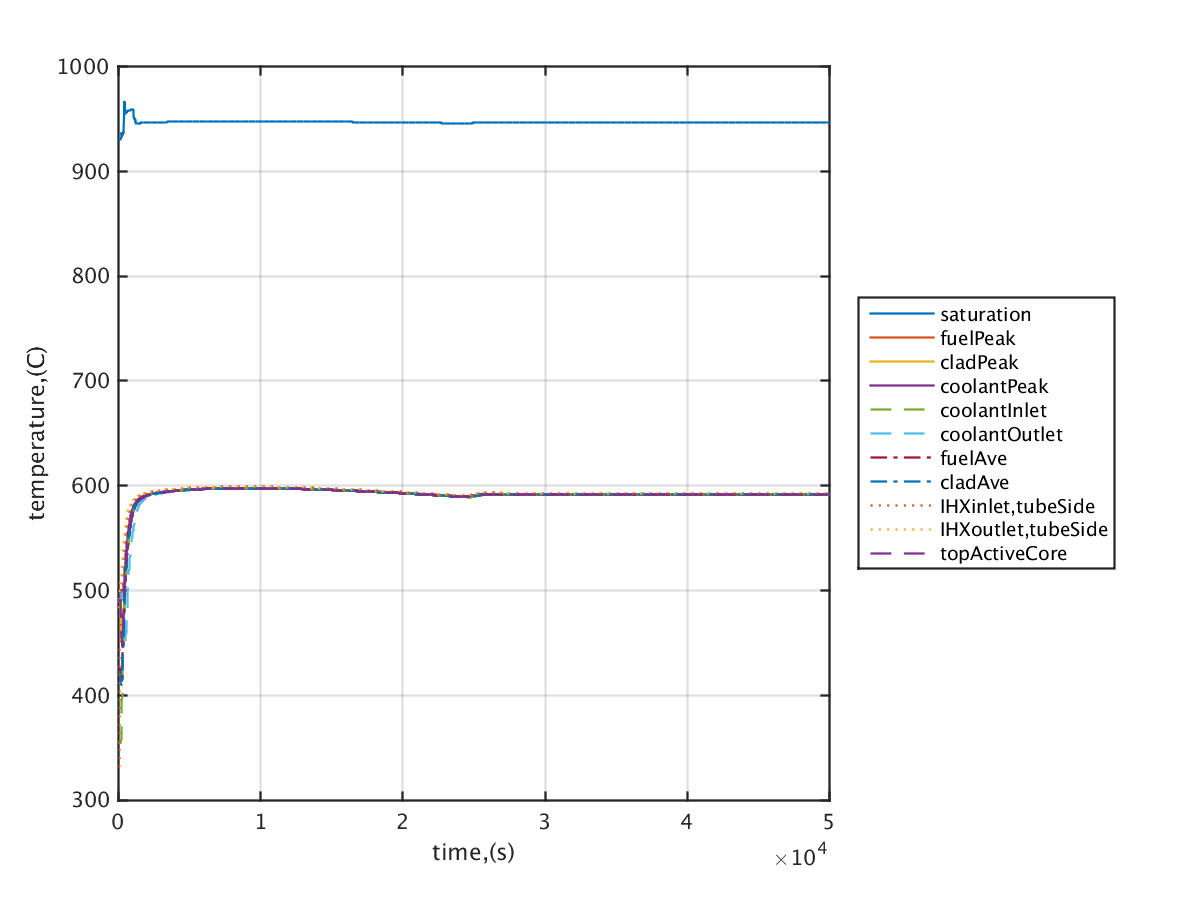 1000
900
800
700
600
500
400
300
temperature,(C)
0 1 2 3 4 5
time,(s)
×10^4
saturation
fuelPeak
cladPeak
coolantPeak
coolantInlet
coolantOutlet
fuelAve
cladAve
IHXinlet,tubeSide
IHXoutlet,tubeSide
topActiveCore